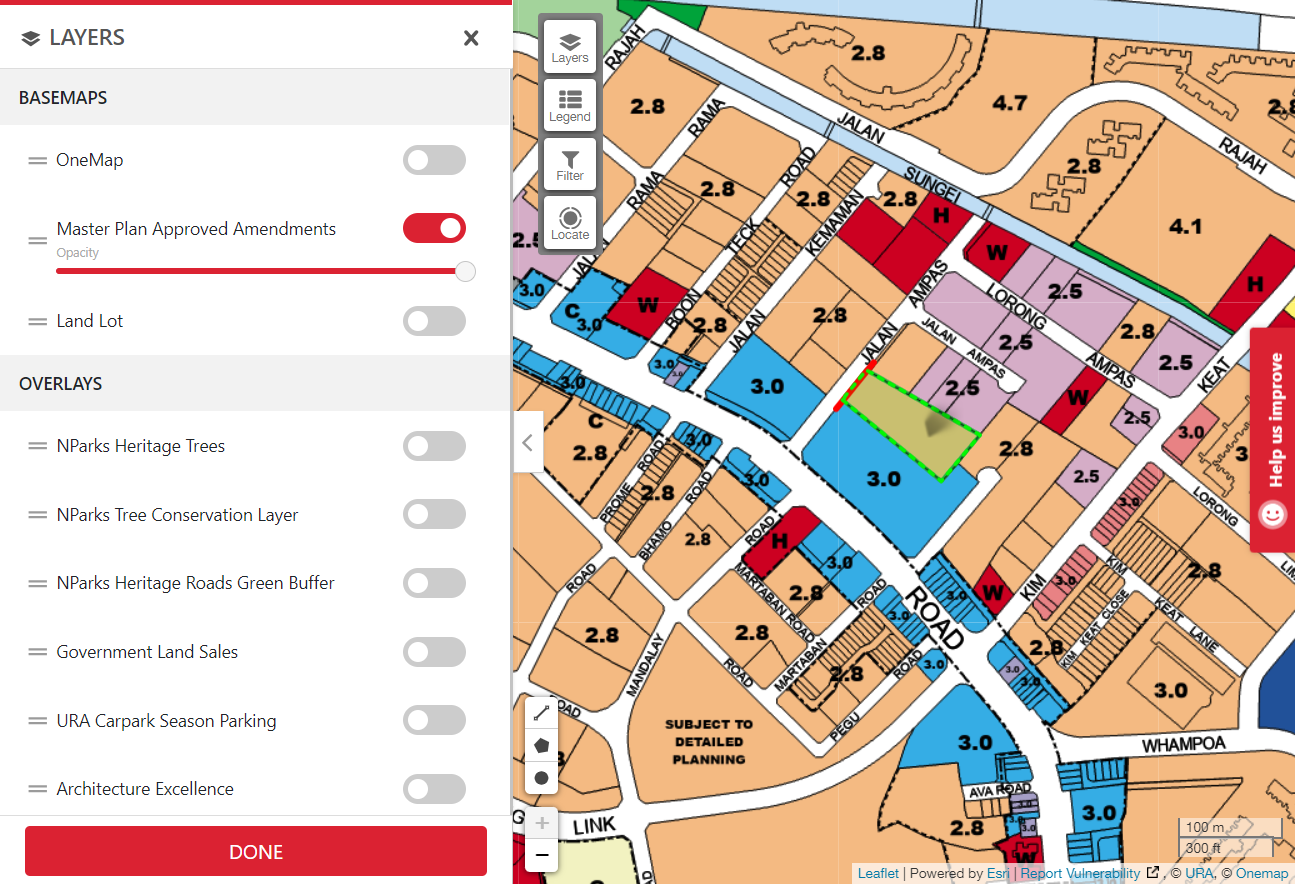 LAYERS
BASEMAPS
OneMap
Master Plan Approved Amendments
Opacity
Land Lot
OVERLAYS
NParks Heritage Trees
NParks Tree Conservation Layer
NParks Heritage Roads Green Buffer
Government Land Sales
URA Carpark Season Parking
Architecture Excellence
DONE
Layers
Legend
Filter
Locate
Help us improve
RAJAH
2.8
4.7
2.8
JALAN
RAMA
2.8
RAJAH
2.8
ROAD
RAMA
2.8
2.8
SUNGEI
2.8
H
4.1
KEMAMAN
TECK
W
2.5
JALAN
3.0
C
3.0
W
BOON
2.8
JALAN
2.8
AMPAS
LORONG
2.5
H
2.8
JALAN
JALAN AMPAS
2.5
AMPAS
2.5
KEAT
3.0
3.0
3.0
3.0
2.5
W
2.5
C
2.8
3.0
3.0
3.0
2.8
2.5
3.0
PROME
ROAD
2.8
ROAD
3.0
LORONG
BHAMO
2.8
ROAD
H
3.0
2.8
ROAD
MARTABAN ROAD
2.8
3.0
ROAD
3.0
W
KIM
3.0
KIM
KEAT LANE
KIM KEAT CLOSE
2.8
ROAD
2.8
MANDALAY
2.8
ROAD
MARTABAN
2.8
ROAD
3.0
2.8
3.0
3.0
3.0
PEGU
SUBJECT TO
DETAILED
PLANNING
3.0
WHAMPOA
AVA ROAD
2.8
3.0
3.0
3.0
3.0
W
LINK
100 m
300 ft
Leaflet | Powered by Esri | Report Vulnerability , © URA, © Onemap